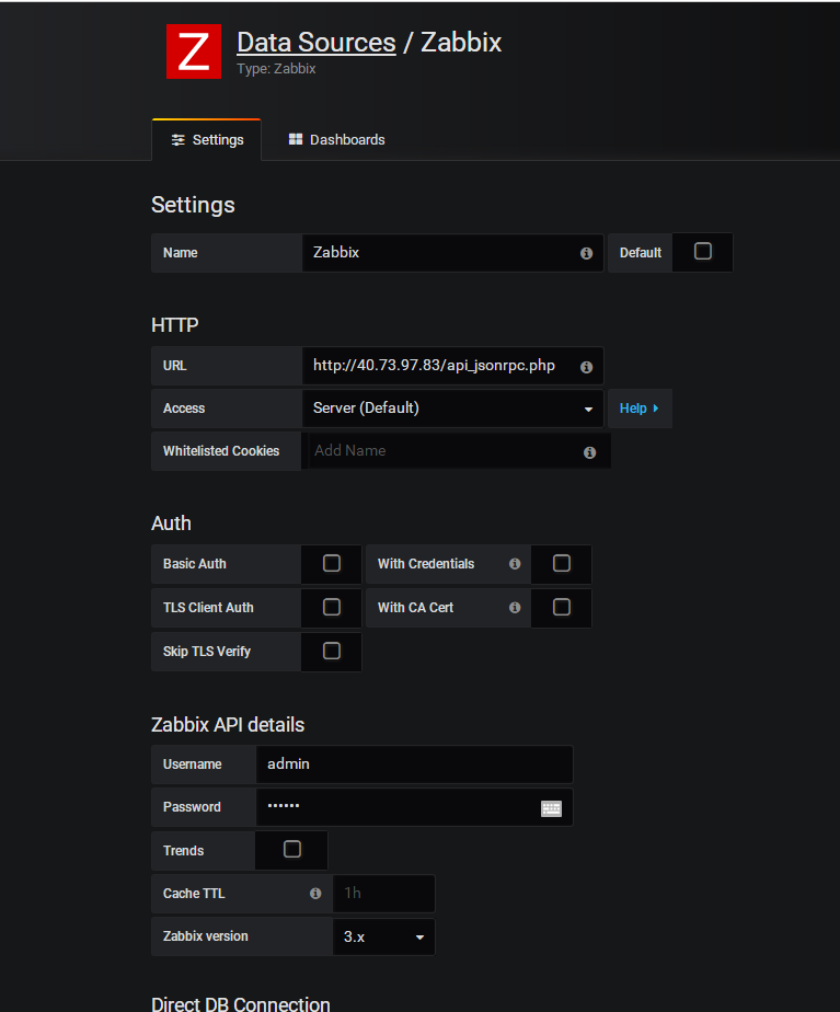 Z
Data Sources / Zabbix
Type: Zabbix
Settings Dashboards
Settings
Name Zabbix Default
HTTP
URL http://40.73.97.83/api_jsonrpc.php
Access Server (Default) Help
Whitelisted Cookies Add Name
Auth
Basic Auth With Credentials
TLS Client Auth With CA Cert
Skip TLS Verify
Zabbix API details
Username admin
Password ······
Trends
Cache TTL 1h
Zabbix version 3.x
Direct DB Connection